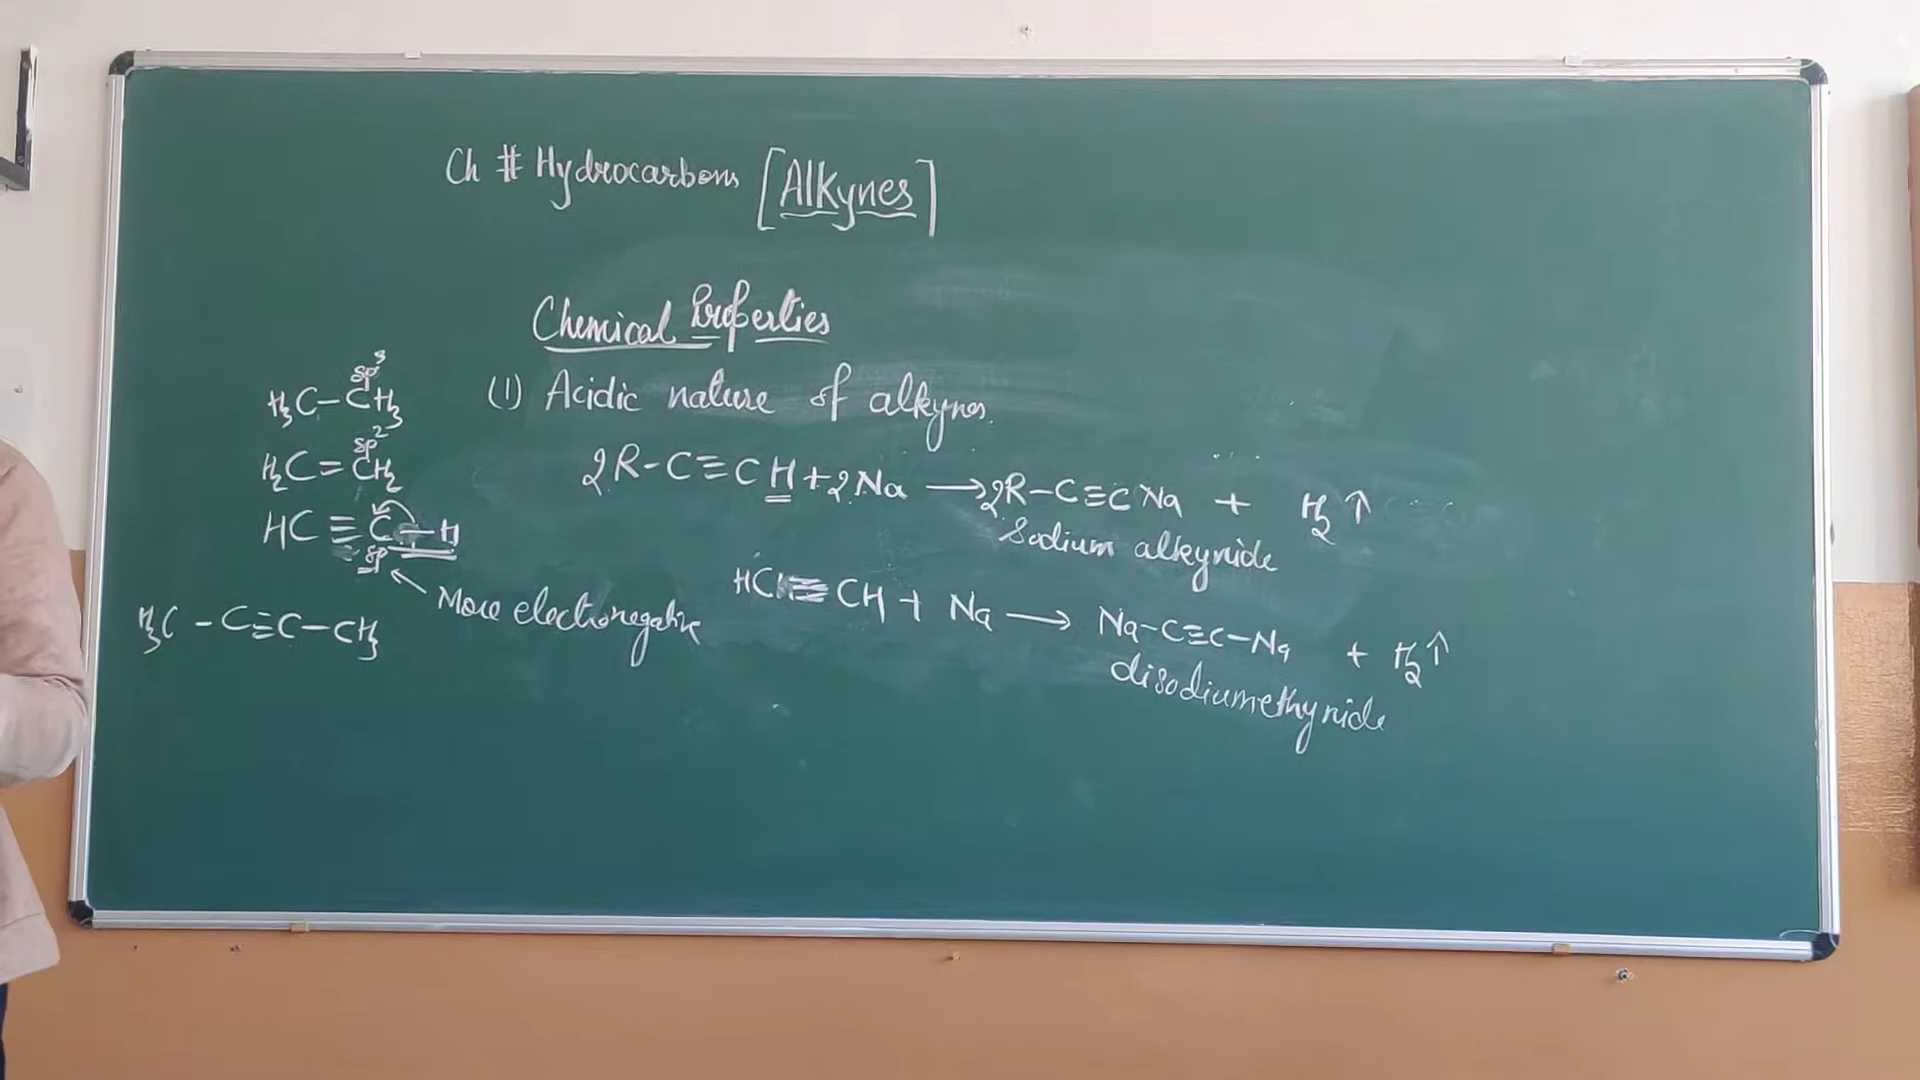 Ch # Hydrocarbons [Alkynes]
Chemical Properties
(1) Acidic nature of alkynes.
H₃C-CH₃ sp³
H₂C=CH₂ sp²
HC≡C-H sp
More electronegative
H₃C-C≡C-CH₃
2R-C≡CH+2Na → 2R-C≡CNa + H₂↑
Sodium alkynide
HC≡CH + Na → Na-C≡C-Na + H₂↑
disodiumethynide